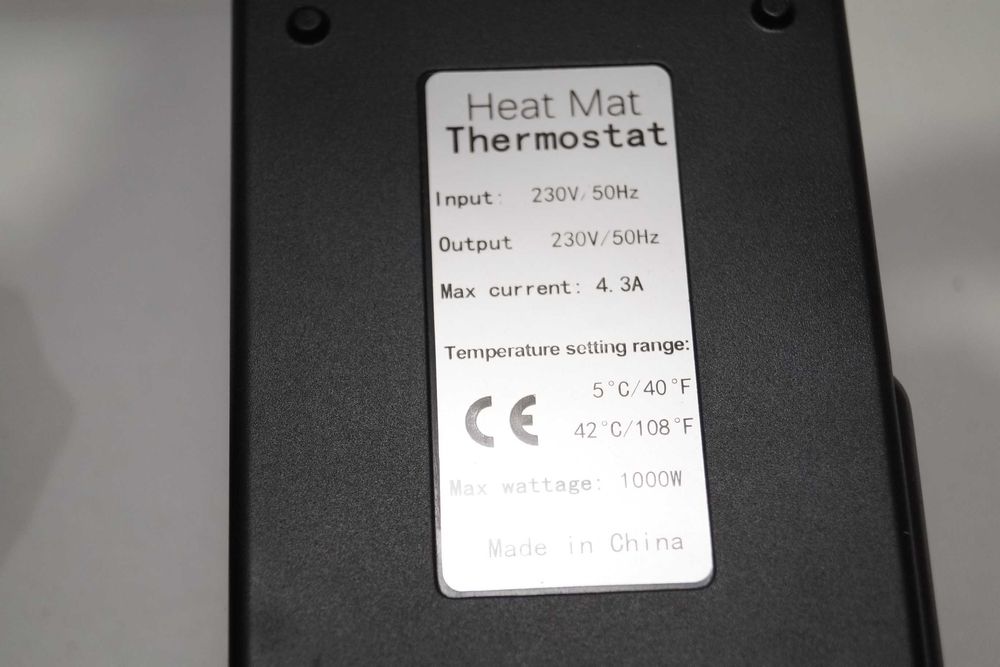 Heat Mat
Thermostat
Input: 230V/50Hz
Output 230V/50Hz
Max current: 4.3A
Temperature setting range:
5°C/40°F
CE 42°C/108°F
Max wattage: 1000W
Made in China